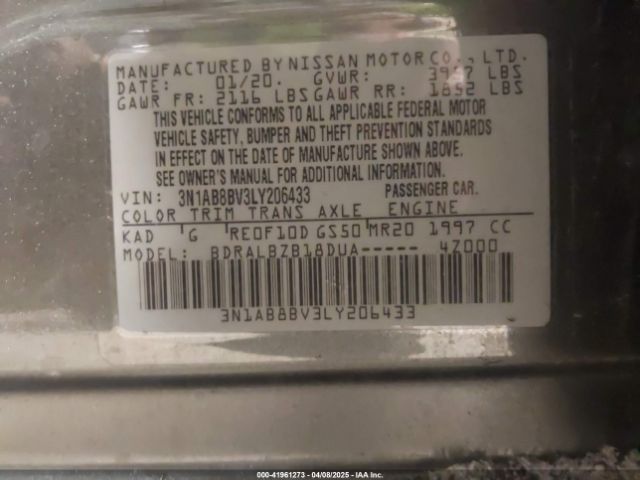 MANUFACTURED BY NISSAN MOTOR CO., LTD.
DATE: 01/20. GVWR: LBS
GAWR FR: 2116 LBS GAWR RR: 1852 LBS
THIS VEHICLE CONFORMS TO ALL APPLICABLE FEDERAL MOTOR
VEHICLE SAFETY, BUMPER AND THEFT PREVENTION STANDARDS
IN EFFECT ON THE DATE OF MANUFACTURE SHOWN ABOVE.
SEE OWNER'S MANUAL FOR ADDITIONAL INFORMATION.
VIN: 3N1AB8BV3LY206433 PASSENGER CAR.
COLOR TRIM TRANS AXLE ENGINE
KAD G RE0F10D GS50 MR20 1997 CC
MODEL: BDRALBZB18DUA----- 4Z000
3N1AB8BV3LY206433
000-41961273 | 04/08/2025 | IAA Inc.